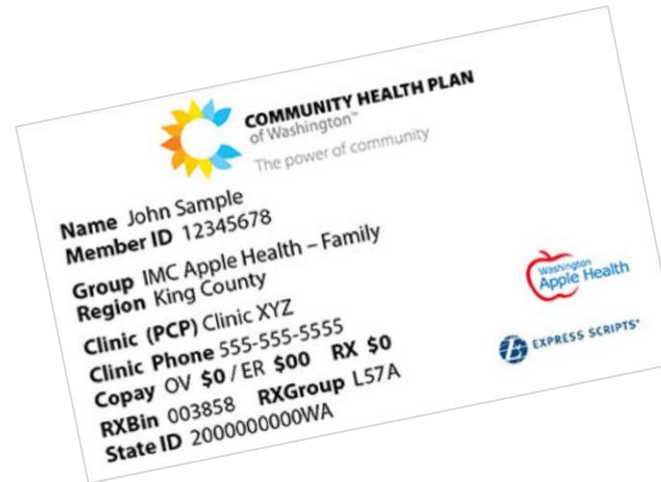 COMMUNITY HEALTH PLAN
of Washington™
The power of community
Name John Sample
Member ID 12345678
Group IMC Apple Health – Family
Region King County
Clinic (PCP) Clinic XYZ
Clinic Phone 555-555-5555
Copay OV $0 / ER $00 RX $0
RXBin 003858 RXGroup L57A
State ID 2000000000WA
Washington
Apple Health
EXPRESS SCRIPTS®